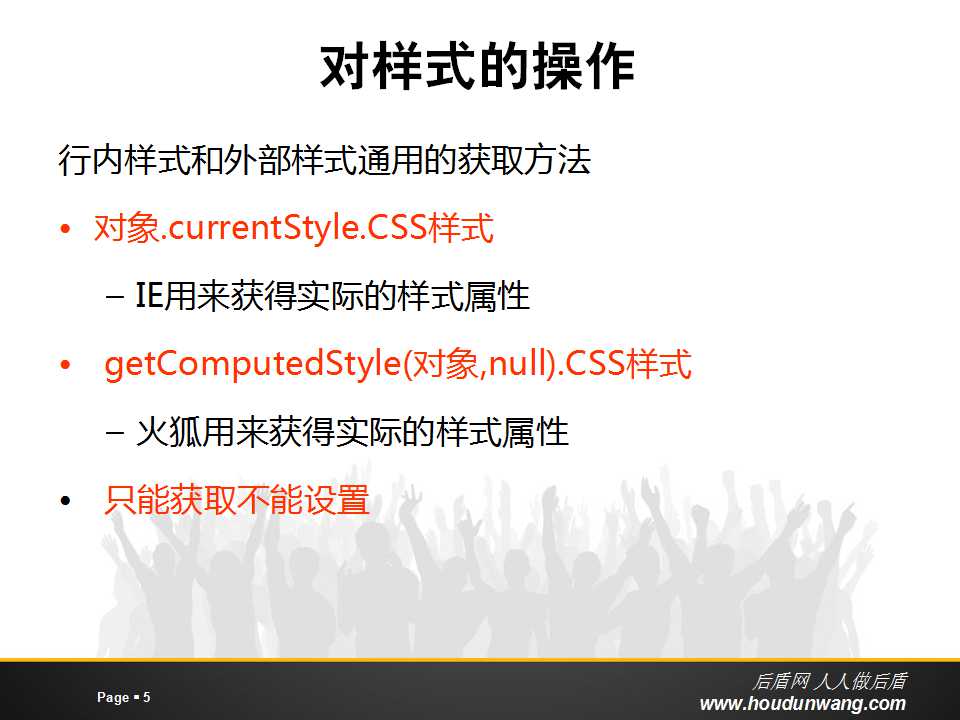 对样式的操作
行内样式和外部样式通用的获取方法
• 对象.currentStyle.CSS样式
– IE用来获得实际的样式属性
• getComputedStyle(对象,null).CSS样式
– 火狐用来获得实际的样式属性
• 只能获取不能设置
后盾网 人人做后盾
Page ▪ 5
www.houdunwang.com